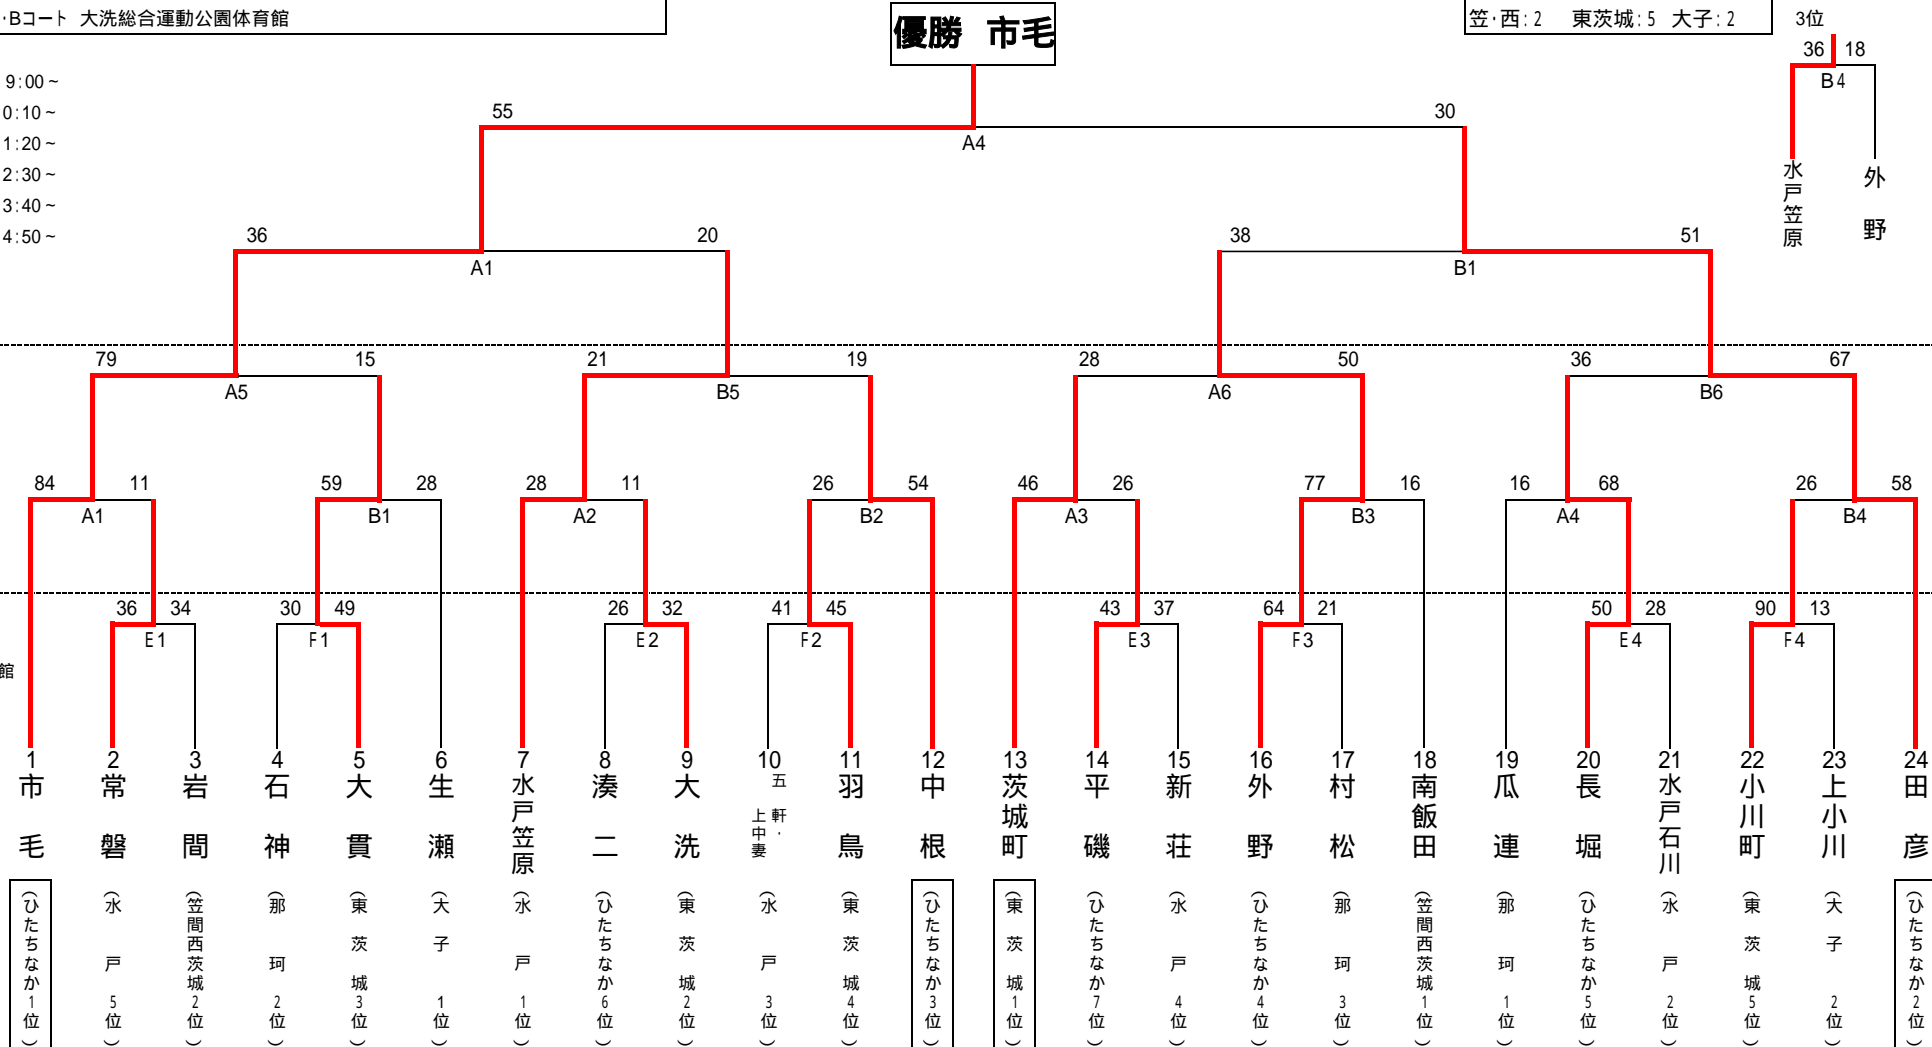 ･Bコート 大洗総合運動公園体育館
優勝 市毛
笠･西:2 東茨城:5 大子:2
3位
36 18
B4
水戸笠原
外野
9:00～
0:10～
1:20～
2:30～
3:40～
4:50～
55 30
A4
36 20 38 51
A1 B1
79 15 21 19 28 50 36 67
A5 B5 A6 B6
84 11 59 28 28 11 26 54 46 26 77 16 16 68 26 58
A1 B1 A2 B2 A3 B3 A4 B4
36 34 30 49 26 32 41 45 43 37 64 21 50 28 90 13
E1 F1 E2 F2 E3 F3 E4 F4
館
1 市毛 (ひたちなか1位)
2 常磐 (水戸5位)
3 岩間 (笠間西茨城2位)
4 石神 (那珂2位)
5 大貫 (東茨城3位)
6 生瀬 (大子1位)
7 水戸笠原 (水戸1位)
8 湊二 (ひたちなか6位)
9 大洗 (東茨城2位)
10 五軒･上中妻 (水戸3位)
11 羽鳥 (東茨城4位)
12 中根 (ひたちなか3位)
13 茨城町 (東茨城1位)
14 平磯 (ひたちなか7位)
15 新荘 (水戸4位)
16 外野 (ひたちなか4位)
17 村松 (那珂3位)
18 南飯田 (笠間西茨城1位)
19 瓜連 (那珂1位)
20 長堀 (ひたちなか5位)
21 水戸石川 (水戸2位)
22 小川町 (東茨城5位)
23 上小川 (大子2位)
24 田彦 (ひたちなか2位)